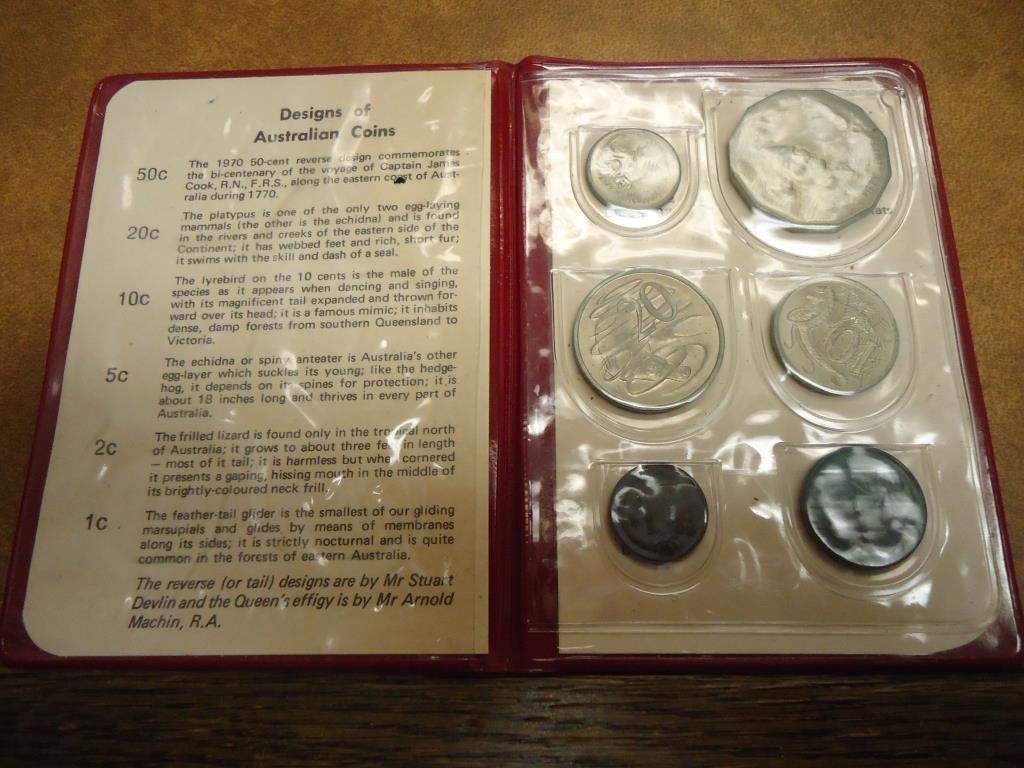 Designs of
Australian Coins
50c
The 1970 50-cent reverse design commemorates
the bi-centenary of the voyage of Captain James
Cook, R.N., F.R.S., along the eastern coast of Aust-
ralia during 1770.
20c
The platypus is one of the only two egg-laying
mammals (the other is the echidna) and is found
in the rivers and creeks of the eastern side of the
Continent; it has webbed feet and rich, short fur;
it swims with the skill and dash of a seal.
10c
The lyrebird on the 10 cents is the male of the
species as it appears when dancing and singing,
with its magnificent tail expanded and thrown for-
ward over its head; it is a famous mimic; it inhabits
dense, damp forests from southern Queensland to
Victoria.
5c
The echidna or spiny anteater is Australia's other
egg-layer which suckles its young; like the hedge-
hog, it depends on its spines for protection; it is
about 18 inches long and thrives in every part of
Australia.
2c
The frilled lizard is found only in the tropical north
of Australia; it grows to about three feet in length
— most of it tail; it is harmless but when cornered
it presents a gaping, hissing mouth in the middle of
its brightly-coloured neck frill.
1c
The feather-tail glider is the smallest of our gliding
marsupials and glides by means of membranes
along its sides; it is strictly nocturnal and is quite
common in the forests of eastern Australia.
The reverse (or tail) designs are by Mr Stuart
Devlin and the Queen's effigy is by Mr Arnold
Machin, R.A.
20
10